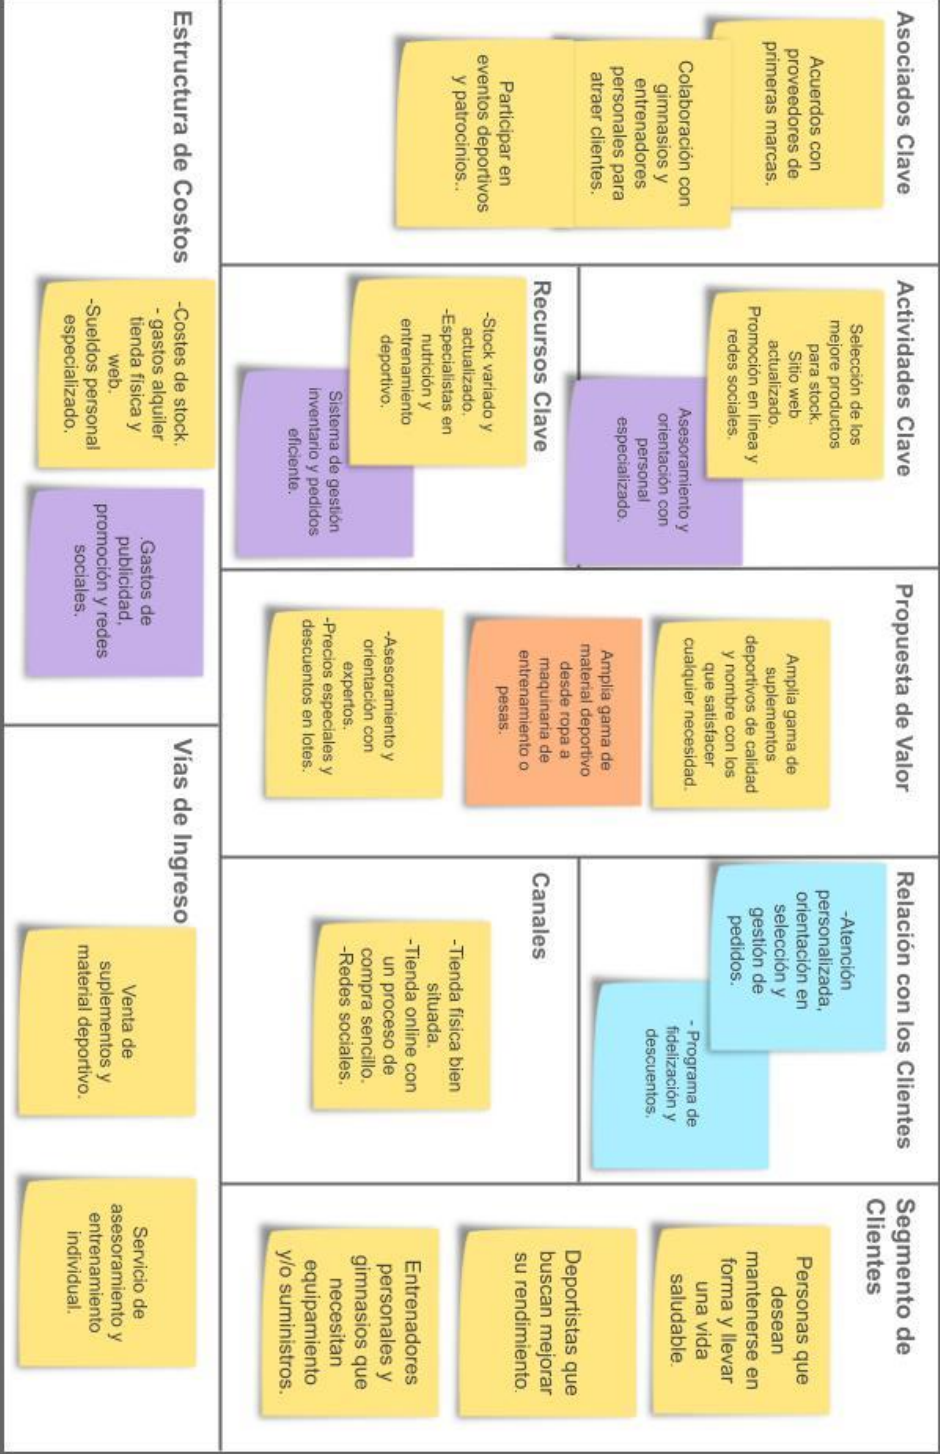 Asociados Clave
Acuerdos con
proveedores de
primeras marcas.
Colaboración con
gimnasios y
entrenadores
personales para
atraer clientes.
Participar en
eventos deportivos
y patrocinios..
Actividades Clave
Selección de los
mejore productos
para stock.
Sitio web
actualizado.
Promoción en línea y
redes sociales.
Asesoramiento y
orientación con
personal
especializado.
Recursos Clave
-Stock variado y
actualizado.
-Especialistas en
nutrición y
entrenamiento
deportivo.
Sistema de gestión
inventario y pedidos
eficiente.
Propuesta de Valor
Amplia gama de
suplementos
deportivos de calidad
y nombre con los
que satisfacer
cualquier necesidad.
Amplia gama de
material deportivo
desde ropa a
maquinaria de
entrenamiento o
pesas.
-Asesoramiento y
orientación con
expertos.
-Precios especiales y
descuentos en lotes.
Relación con los Clientes
-Atención
personalizada,
orientación en
selección y
gestión de
pedidos.
- Programa de
fidelización y
descuentos.
Canales
-Tienda física bien
situada.
-Tienda online con
un proceso de
compra sencillo.
-Redes sociales.
Segmento de
Clientes
Personas que
desean
mantenerse en
forma y llevar
una vida
saludable.
Deportistas que
buscan mejorar
su rendimiento.
Entrenadores
personales y
gimnasios que
necesitan
equipamiento
y/o suministros.
Estructura de Costos
-Costes de stock.
- gastos alquiler
tienda física y
web.
-Sueldos personal
especializado.
.Gastos de
publicidad,
promoción y redes
sociales.
Vías de Ingreso
Venta de
suplementos y
material deportivo.
Servicio de
asesoramiento y
entrenamiento
individual.